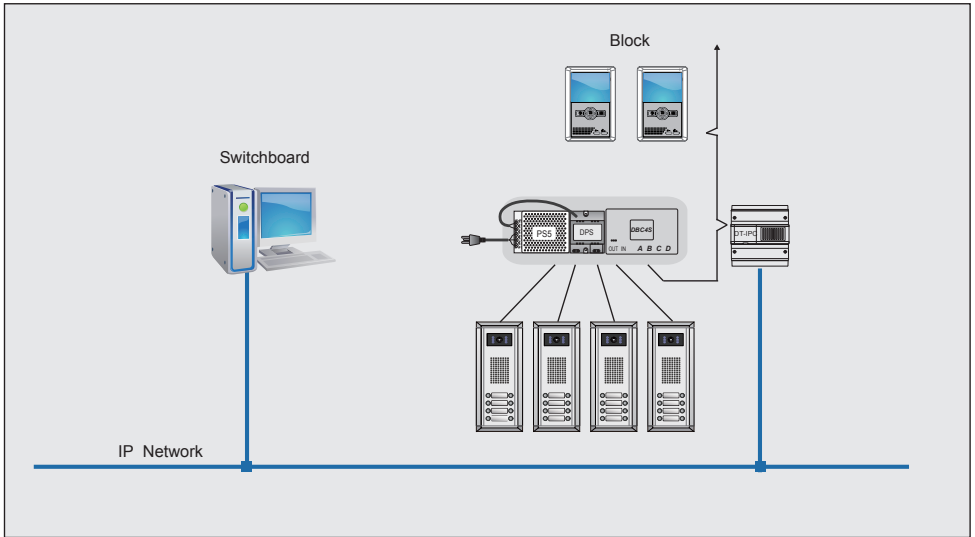 Block
Switchboard
PS5
DPS
DBC4S
OUT IN A B C D
DT-IPC
IP Network